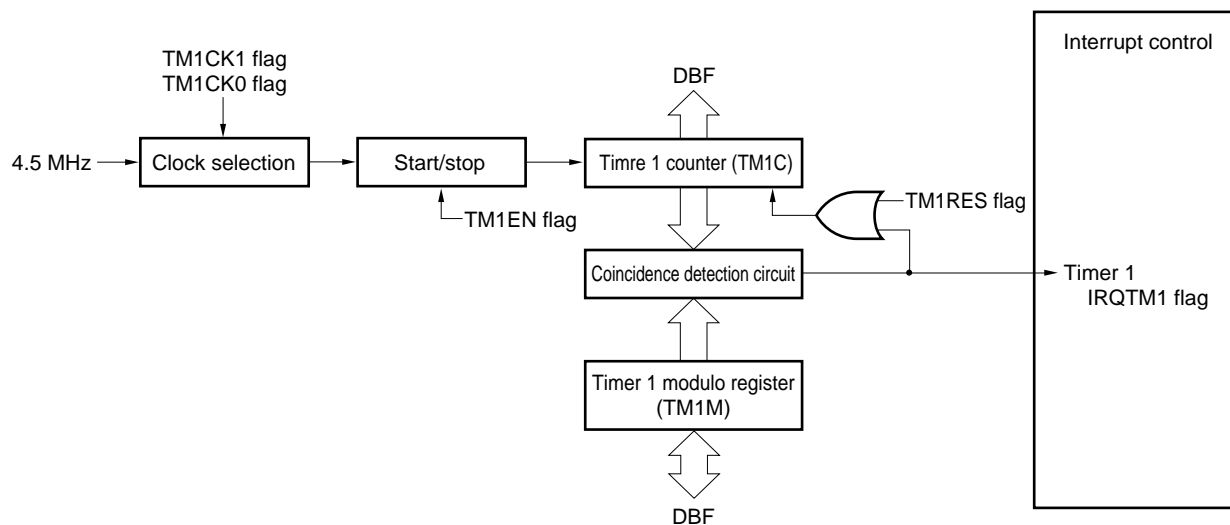 TM1CK1 flag
TM1CK0 flag
DBF
Interrupt control
4.5 MHz
Clock selection
Start/stop
Timre 1 counter (TM1C)
TM1RES flag
TM1EN flag
Coincidence detection circuit
Timer 1
IRQTM1 flag
Timer 1 modulo register
(TM1M)
DBF